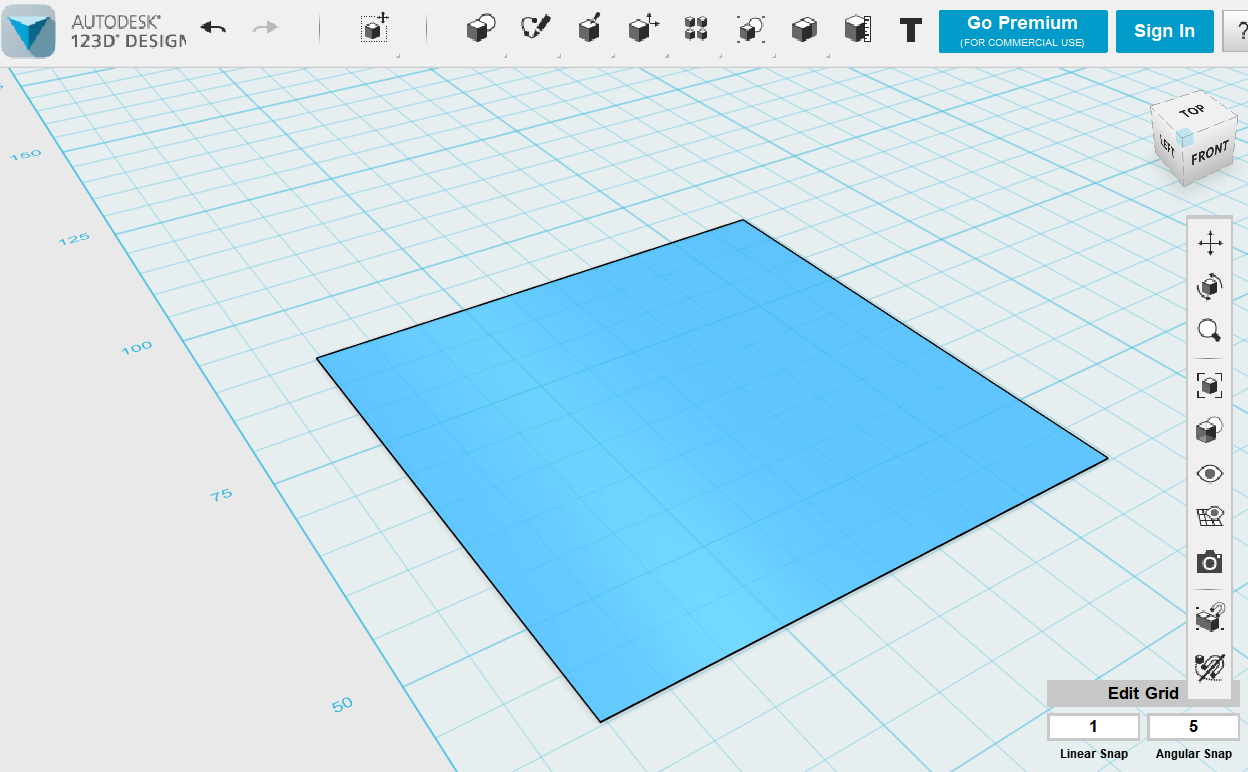 AUTODESK®
123D® DESIGN
Go Premium
(FOR COMMERCIAL USE)
Sign In
?
TOP
LEFT
FRONT
150
125
100
75
50
Edit Grid
1
5
Linear Snap
Angular Snap